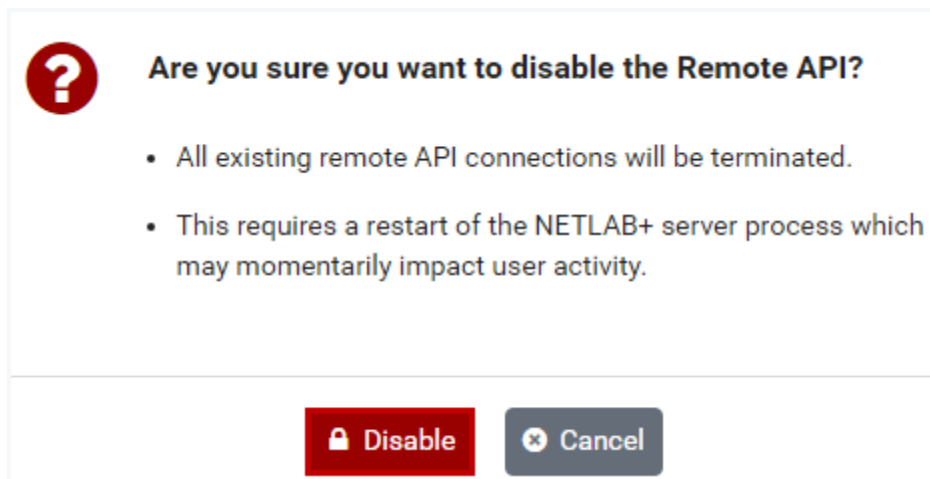 Are you sure you want to disable the Remote API?
• All existing remote API connections will be terminated.
• This requires a restart of the NETLAB+ server process which
may momentarily impact user activity.
Disable
Cancel